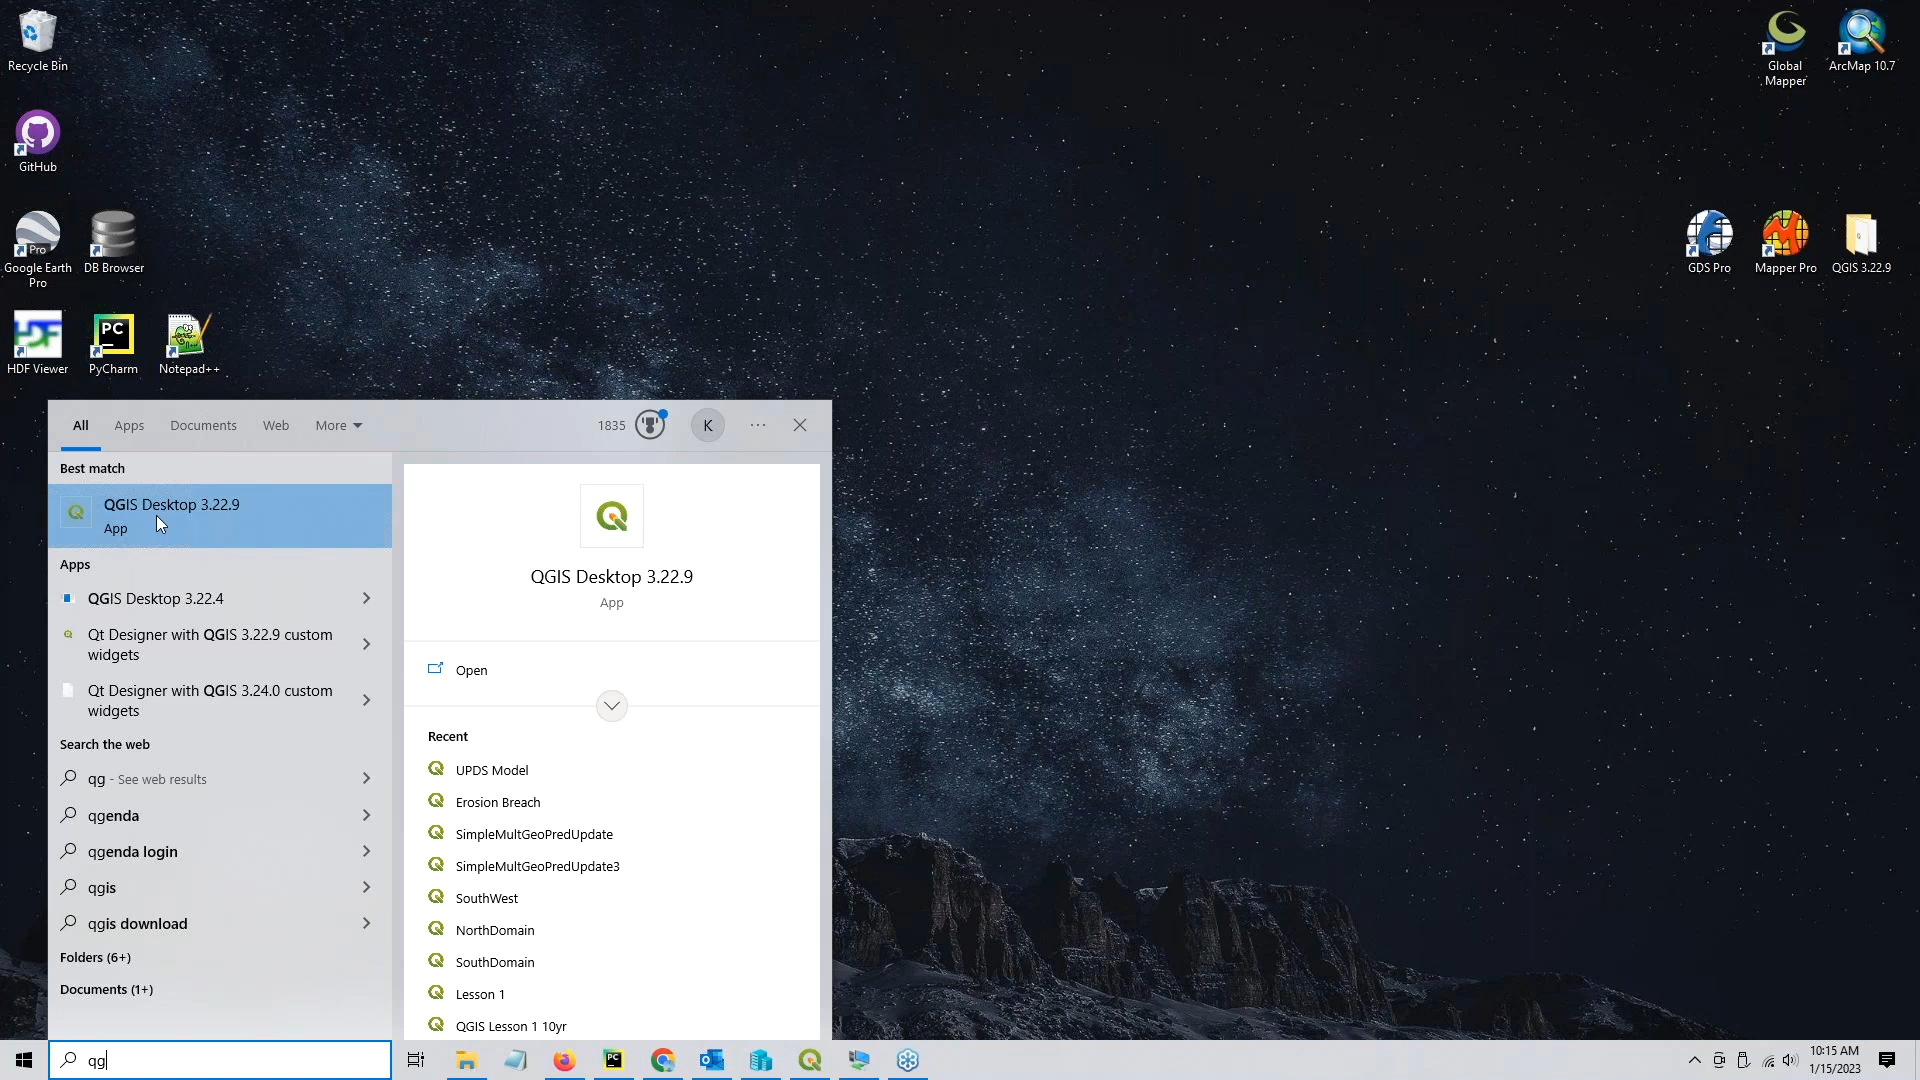 Recycle Bin
Global
Mapper
ArcMap 10.7
GitHub
Pro
Google Earth
Pro
DB Browser
GDS Pro
Mapper Pro
QGIS 3.22.9
HDF
HDF Viewer
PC
PyCharm
Notepad++
All
Apps
Documents
Web
More
1835
K
Best match
QGIS Desktop 3.22.9
App
Apps
QGIS Desktop 3.22.4
Qt Designer with QGIS 3.22.9 custom
widgets
Qt Designer with QGIS 3.24.0 custom
widgets
Search the web
qg - See web results
qgenda
qgenda login
qgis
qgis download
Folders (6+)
Documents (1+)
QGIS Desktop 3.22.9
App
Open
Recent
UPDS Model
Erosion Breach
SimpleMultGeoPredUpdate
SimpleMultGeoPredUpdate3
SouthWest
NorthDomain
SouthDomain
Lesson 1
QGIS Lesson 1 10yr
qg
PC
10:15 AM
1/15/2023